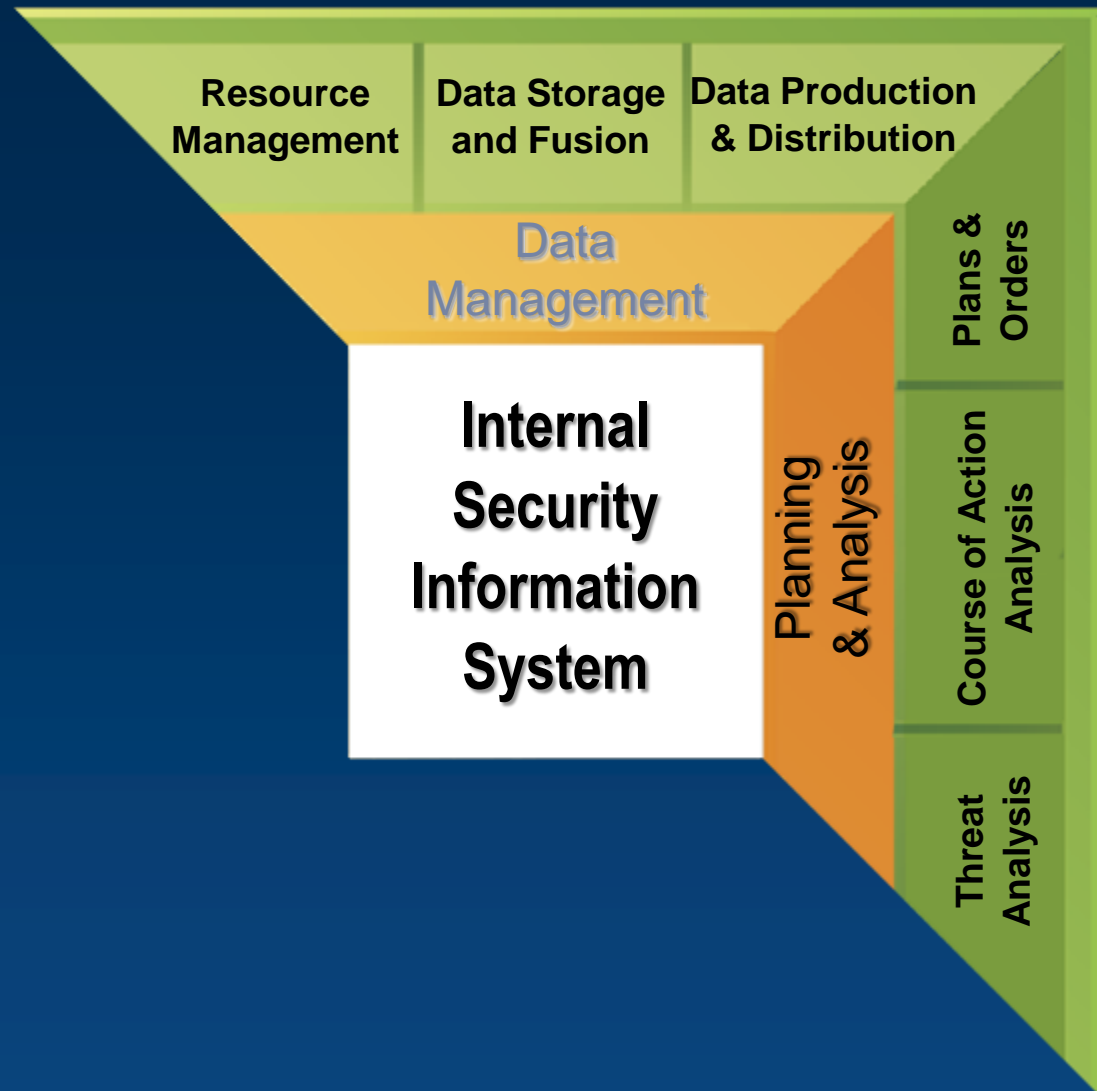 Resource
Management
Data Storage
and Fusion
Data Production
& Distribution
Data
Management
Plans &
Orders
Internal
Security
Information
System
Planning
& Analysis
Course of Action
Analysis
Threat
Analysis